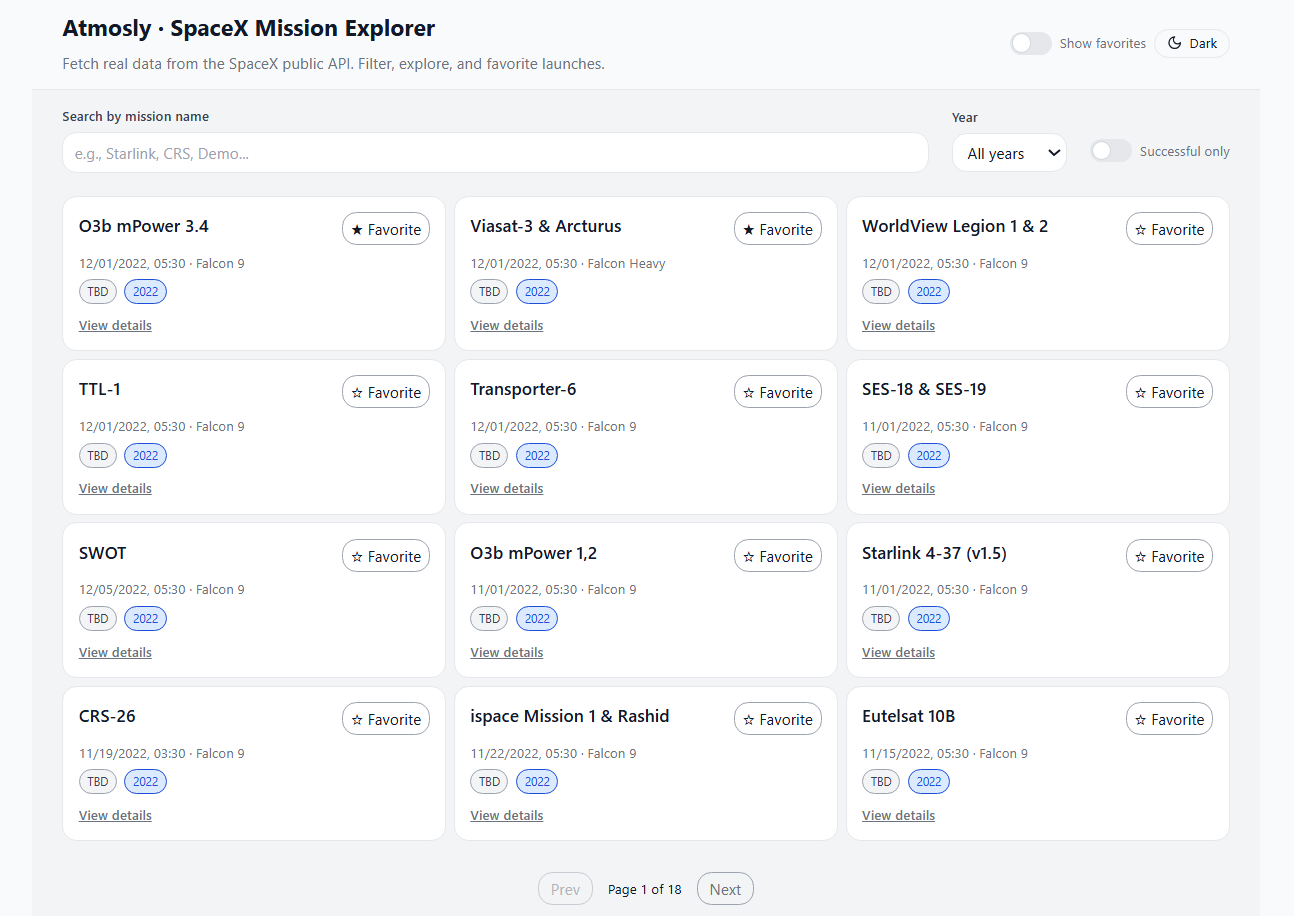 Atmosly · SpaceX Mission Explorer
Fetch real data from the SpaceX public API. Filter, explore, and favorite launches.
Show favorites
Dark
Search by mission name
Year
e.g., Starlink, CRS, Demo...
All years
Successful only
O3b mPower 3.4
★ Favorite
12/01/2022, 05:30 · Falcon 9
TBD
2022
View details
Viasat-3 & Arcturus
★ Favorite
12/01/2022, 05:30 · Falcon Heavy
TBD
2022
View details
WorldView Legion 1 & 2
☆ Favorite
12/01/2022, 05:30 · Falcon 9
TBD
2022
View details
TTL-1
☆ Favorite
12/01/2022, 05:30 · Falcon 9
TBD
2022
View details
Transporter-6
☆ Favorite
12/01/2022, 05:30 · Falcon 9
TBD
2022
View details
SES-18 & SES-19
☆ Favorite
11/01/2022, 05:30 · Falcon 9
TBD
2022
View details
SWOT
☆ Favorite
12/05/2022, 05:30 · Falcon 9
TBD
2022
View details
O3b mPower 1,2
☆ Favorite
11/01/2022, 05:30 · Falcon 9
TBD
2022
View details
Starlink 4-37 (v1.5)
☆ Favorite
11/01/2022, 05:30 · Falcon 9
TBD
2022
View details
CRS-26
☆ Favorite
11/19/2022, 03:30 · Falcon 9
TBD
2022
View details
ispace Mission 1 & Rashid
☆ Favorite
11/22/2022, 05:30 · Falcon 9
TBD
2022
View details
Eutelsat 10B
☆ Favorite
11/15/2022, 05:30 · Falcon 9
TBD
2022
View details
Prev
Page 1 of 18
Next